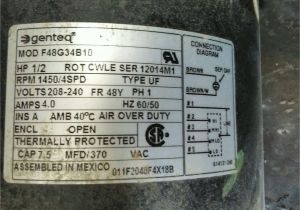 genteq
MOD F48G34B10
HP 1/2 ROT CWLE SER 12014M1
RPM 1450/4SPD TYPE UF
VOLTS 208-240 FR 48Y PH 1
AMPS 4.0 HZ 60/50
INS A AMB 40°C AIR OVER DUTY
ENCL OPEN
THERMALLY PROTECTED
CAP 7.5 MFD/370 VAC
ASSEMBLED IN MEXICO
CONNECTION
DIAGRAM
BROWN
BROWN/W